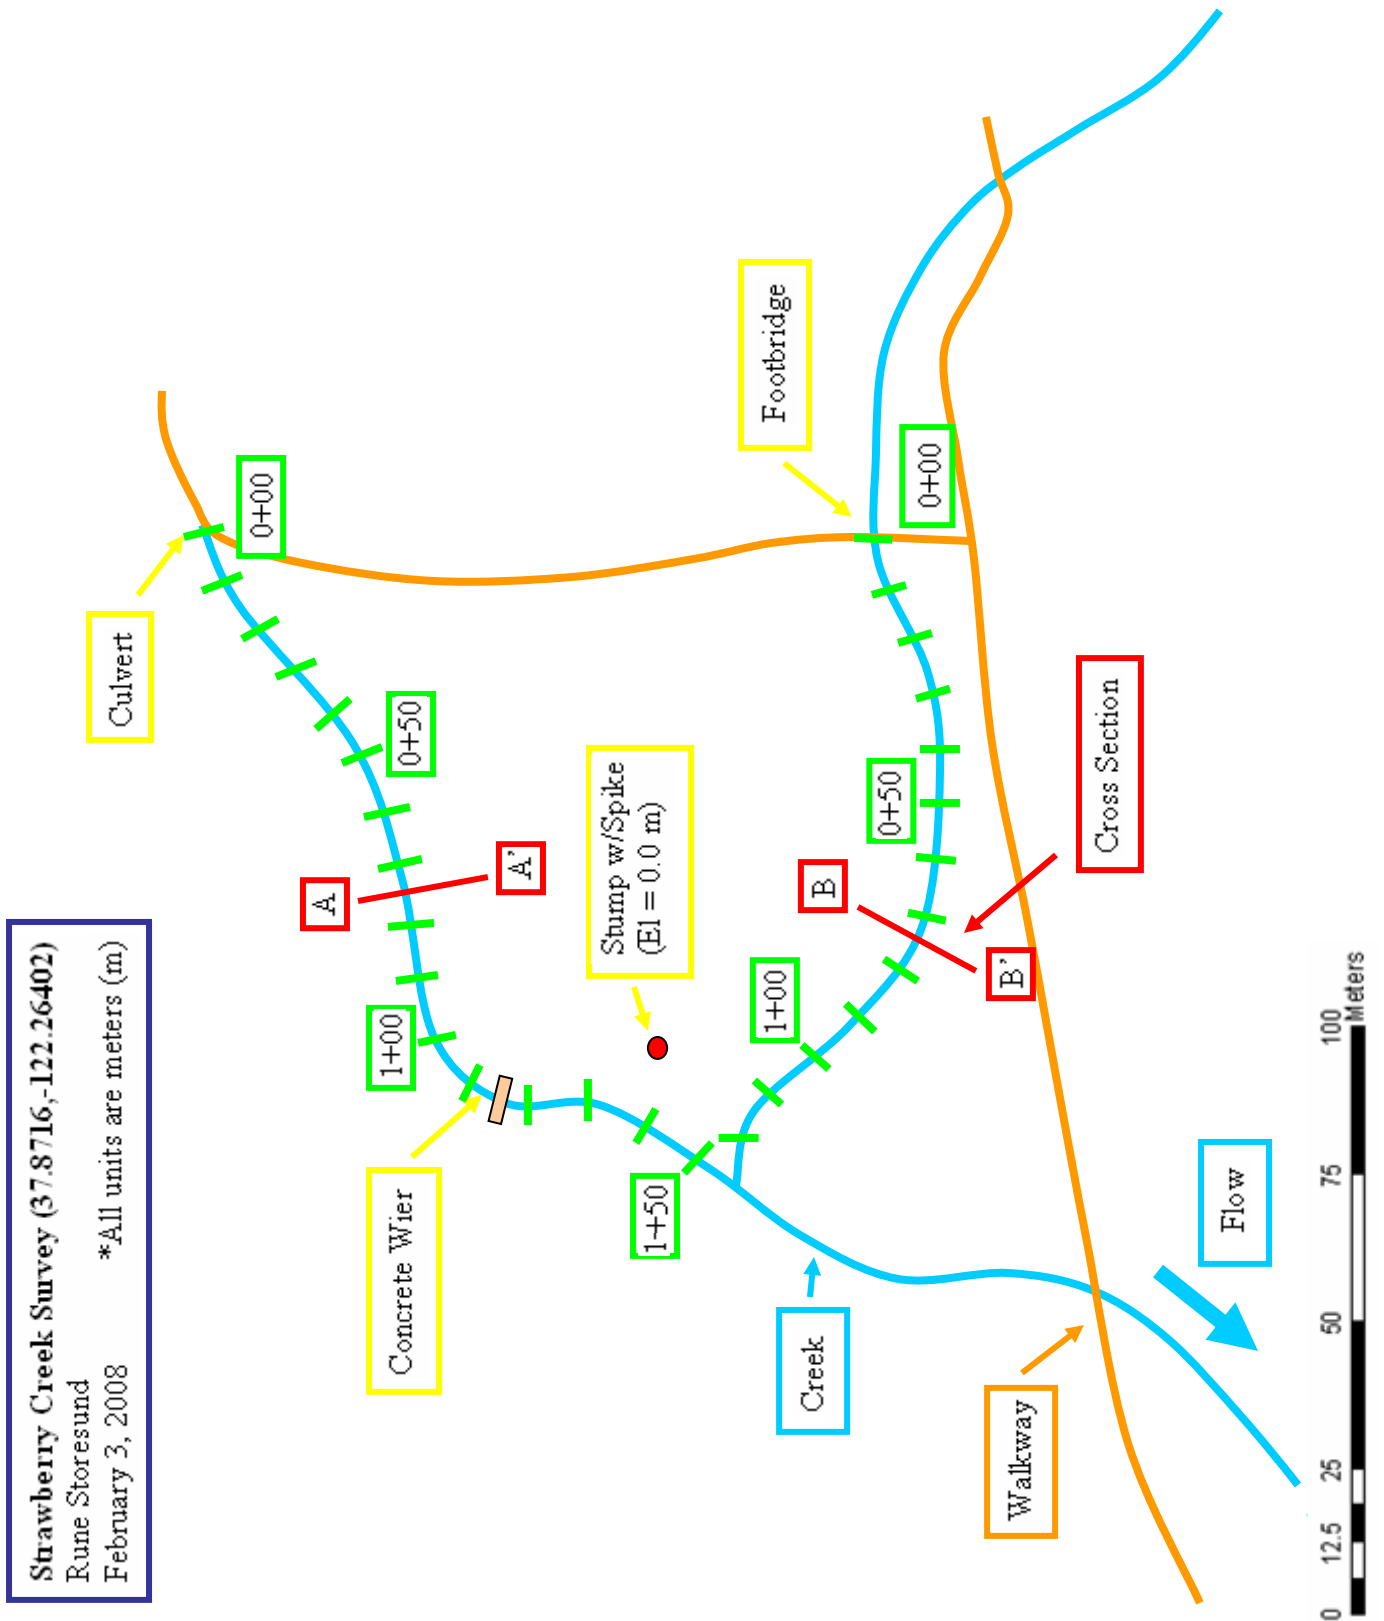 Strawberry Creek Survey (37.8716,-122.26402)
Rune Storesund
February 3, 2008 *All units are meters (m)
Culvert
0+00
0+50
A
A'
1+00
Concrete Wier
Stump w/Spike
(El = 0.0 m)
1+50
Footbridge
0+00
0+50
B
B'
1+00
Cross Section
Creek
Walkway
Flow
0 12.5 25 50 75 100
Meters